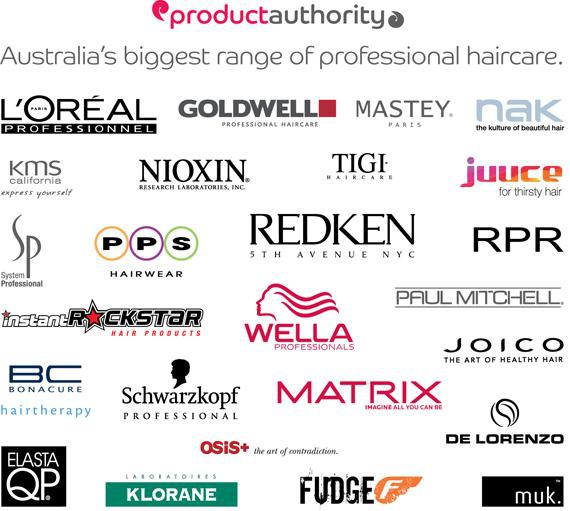 productauthority
Australia's biggest range of professional haircare.
L'ORÉAL
PARIS
PROFESSIONNEL
GOLDWELL
PROFESSIONAL HAIRCARE
MASTEY®
PARIS
nak
the kulture of beautiful hair
kms
california
express yourself
NIOXIN®
RESEARCH LABORATORIES, INC.
TIGI
HAIRCARE
juuce
for thirsty hair
Sp
System
Professional
PPS
HAIRWEAR
REDKEN
5TH AVENUE NYC
RPR
instant ROCKSTAR
HAIR PRODUCTS
WELLA
PROFESSIONALS
PAUL MITCHELL®
JOICO
THE ART OF HEALTHY HAIR
BC
BONACURE
hairtherapy
Schwarzkopf
PROFESSIONAL
MATRIX
IMAGINE ALL YOU CAN BE
DE LORENZO
OSiS+ the art of contradiction.
ELASTA
QP®
LABORATOIRES
KLORANE
FUDGE F
muk.™